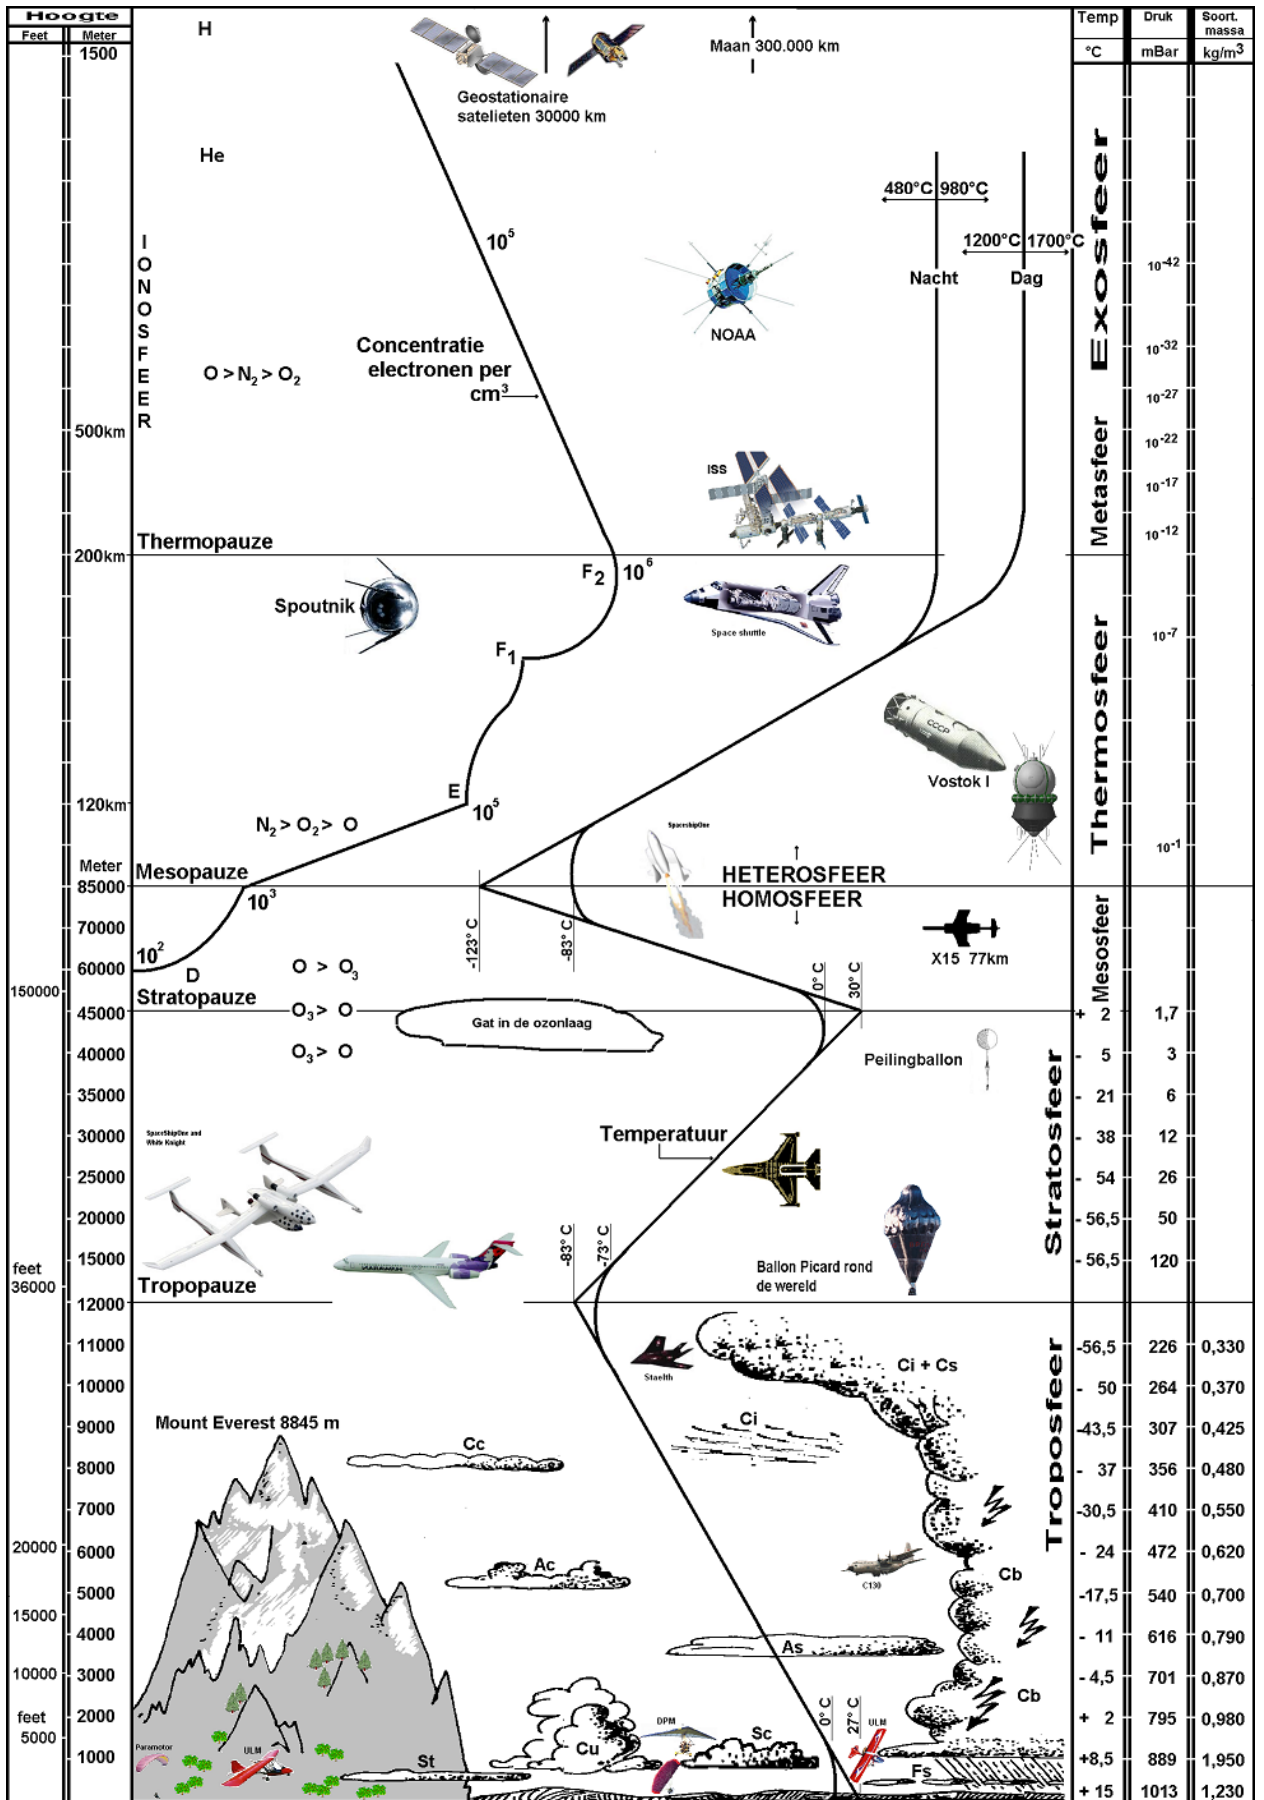 Hoogte
Feet Meter
1500
H
Geostationaire
satelieten 30000 km
Maan 300.000 km
Temp Druk Soort.
massa
°C mBar kg/m3
He
480°C 980°C
1200°C 1700°C
Nacht Dag
IONOSFEER
10^5
NOAA
Exosfeer
10^-42
10^-32
10^-27
Concentratie
electronen per
cm³
O > N2 > O2
500km
10^-22
ISS
Metasfeer
10^-17
10^-12
Thermopauze
200km
F2 10^6
Spoutnik
Space shuttle
10^-7
F1
Thermosfeer
CCCP
Vostok I
E
120km
10^5
N2 > O2 > O
SpaceshipOne
10^-1
Meter
Mesopauze
85000
HETEROSFEER
HOMOSFEER
10^3
70000
-123° C
-83° C
X15 77km
Mesosfeer
10^2
60000
D
O > O3
0° C
30° C
150000
Stratopauze
45000
O3 > O
Gat in de ozonlaag
+ 2 1,7
40000
O3 > O
Peilingballon
- 5 3
35000
- 21 6
Stratosfeer
30000
SpaceShipOne and
White Knight
Temperatuur
- 38 12
25000
- 54 26
20000
- 56,5 50
15000
-83° C
-73° C
Ballon Picard rond
de wereld
- 56,5 120
feet
36000
Tropopauze
12000
11000
Staelth
Ci + Cs
-56,5 226 0,330
10000
- 50 264 0,370
Troposfeer
9000
Mount Everest 8845 m
Ci
-43,5 307 0,425
8000
Cc
- 37 356 0,480
7000
-30,5 410 0,550
20000
6000
- 24 472 0,620
Ac
C130
Cb
5000
-17,5 540 0,700
15000
4000
As
- 11 616 0,790
10000
3000
- 4,5 701 0,870
Cb
feet
2000
0° C
27° C
+ 2 795 0,980
5000
Paramotor
ULM
DPM
ULM
1000
St
Cu
Sc
Fs
+8,5 889 1,950
+ 15 1013 1,230